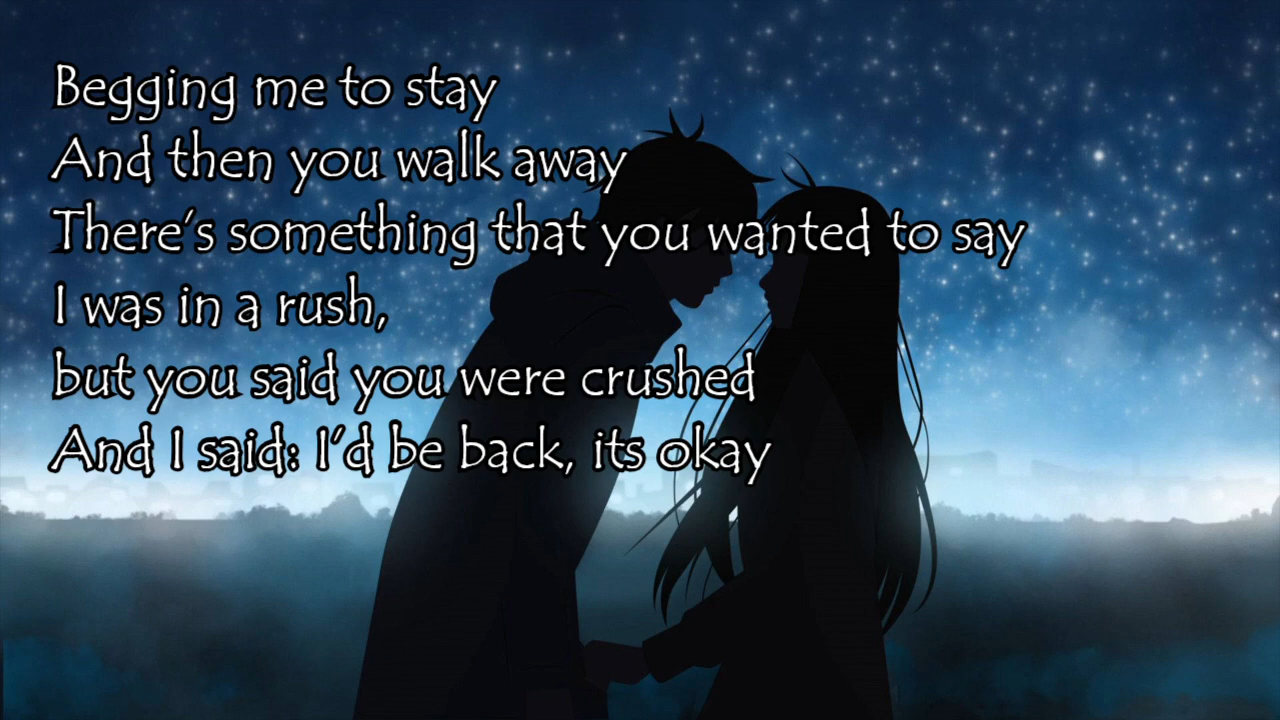 Begging me to stay
And then you walk away
There's something that you wanted to say
I was in a rush,
but you said you were crushed
And I said: I'd be back, its okay